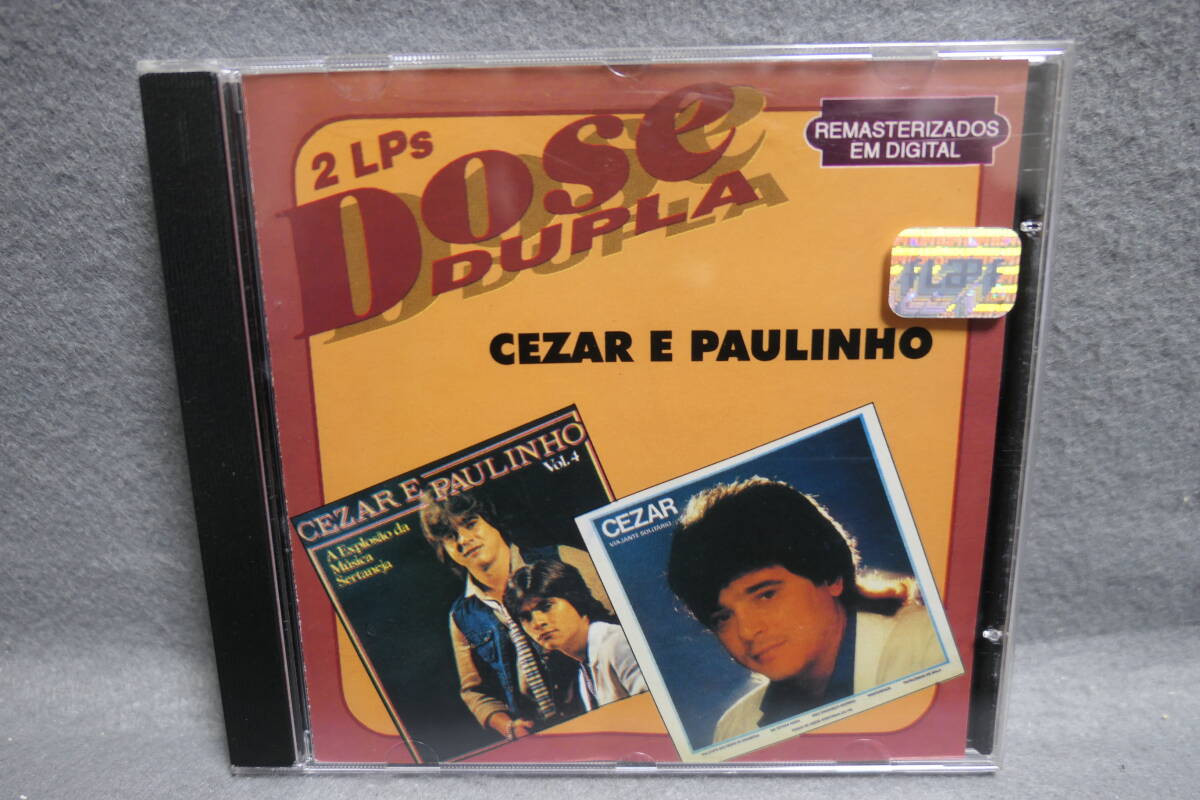 2 LPs
Dose
DUPLA
REMASTERIZADOS
EM DIGITAL
CEZAR E PAULINHO
CEZAR E PAULINHO
Vol. 4
A Explosão da
Música
Sertaneja
CEZAR
VIAJANTE SOLITÁRIO